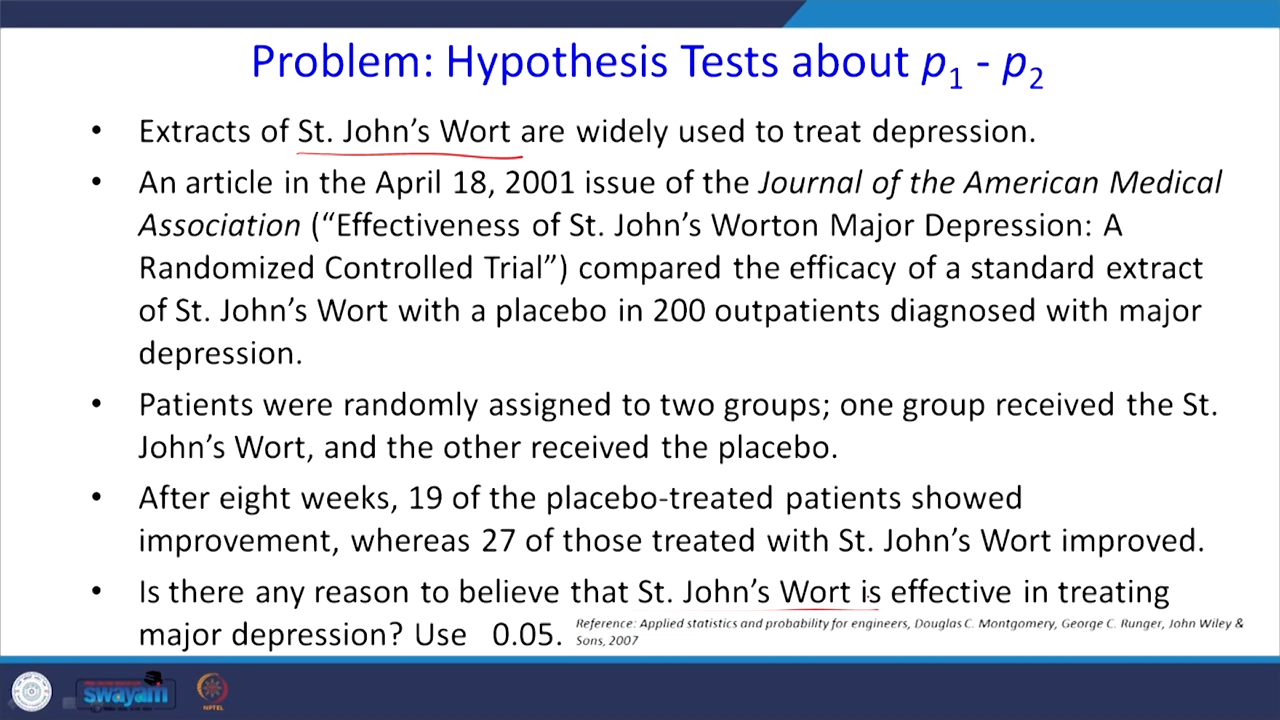 Problem: Hypothesis Tests about p1 - p2
• Extracts of St. John’s Wort are widely used to treat depression.
• An article in the April 18, 2001 issue of the Journal of the American Medical
Association (“Effectiveness of St. John’s Worton Major Depression: A
Randomized Controlled Trial”) compared the efficacy of a standard extract
of St. John’s Wort with a placebo in 200 outpatients diagnosed with major
depression.
• Patients were randomly assigned to two groups; one group received the St.
John’s Wort, and the other received the placebo.
• After eight weeks, 19 of the placebo-treated patients showed
improvement, whereas 27 of those treated with St. John’s Wort improved.
• Is there any reason to believe that St. John’s Wort is effective in treating
major depression? Use 0.05.
Reference: Applied statistics and probability for engineers, Douglas C. Montgomery, George C. Runger, John Wiley &
Sons, 2007
swayam
NPTEL